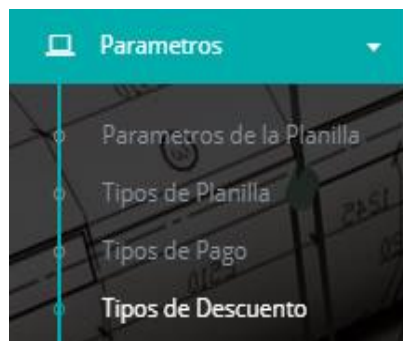 Parametros
Parametros de la Planilla
Tipos de Planilla
Tipos de Pago
Tipos de Descuento